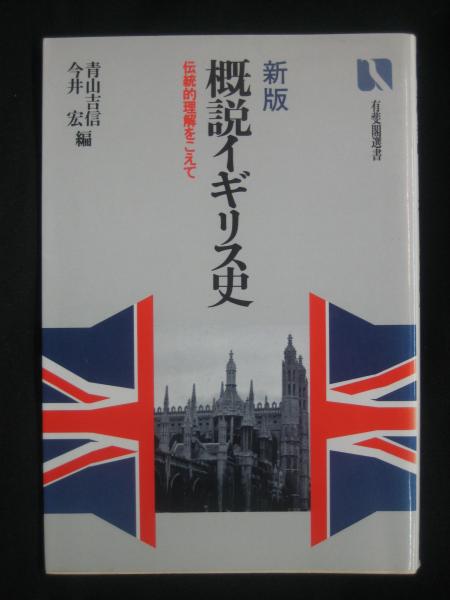 有斐閣選書
新版
概説イギリス史
伝統的理解をこえて
青山吉信
今井 宏 編